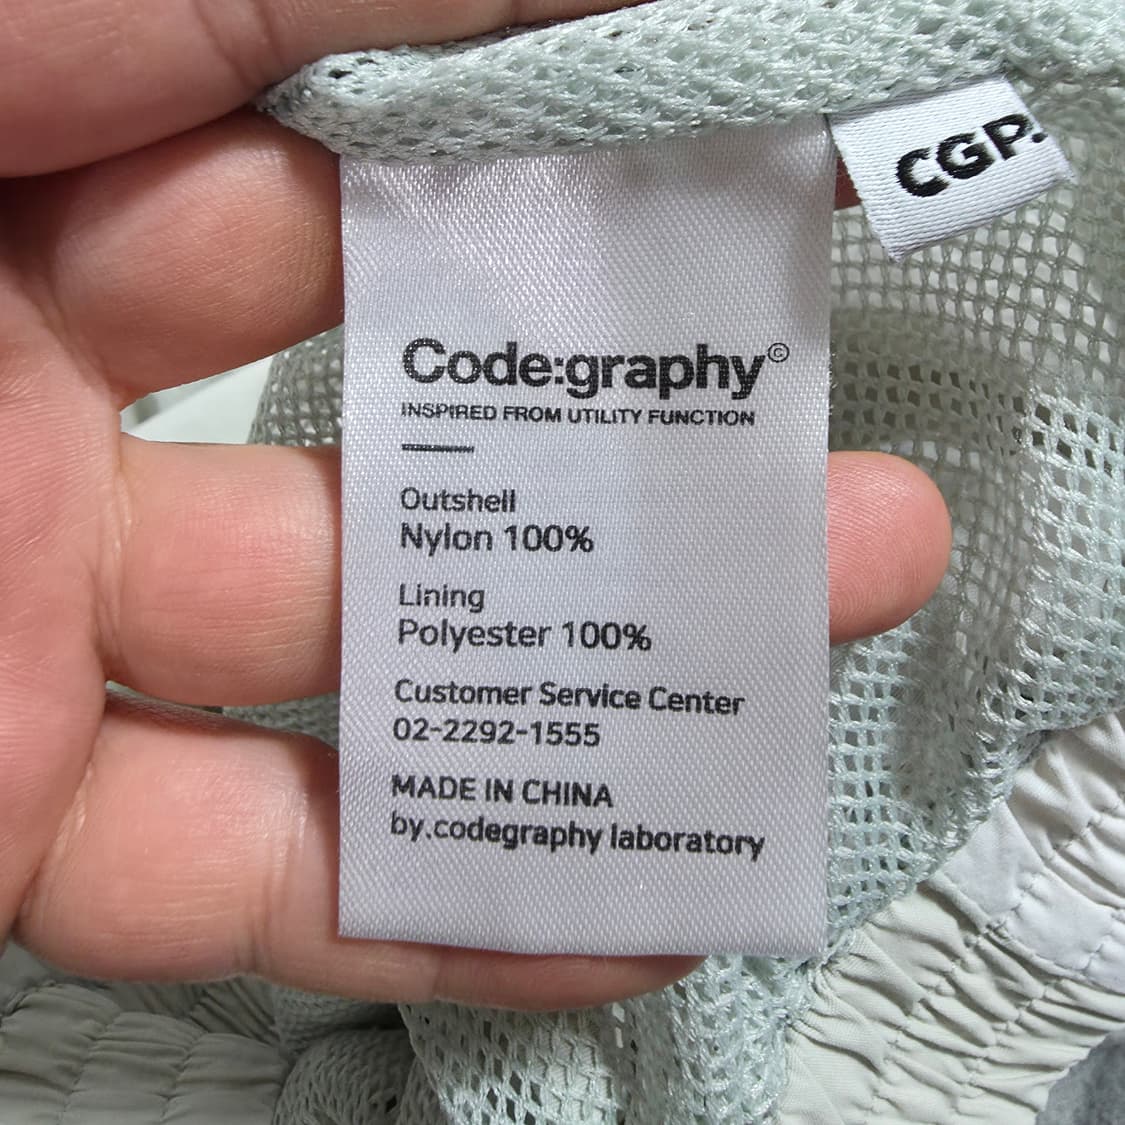 CGP.
Code:graphy©
INSPIRED FROM UTILITY FUNCTION
Outshell
Nylon 100%
Lining
Polyester 100%
Customer Service Center
02-2292-1555
MADE IN CHINA
by.codegraphy laboratory